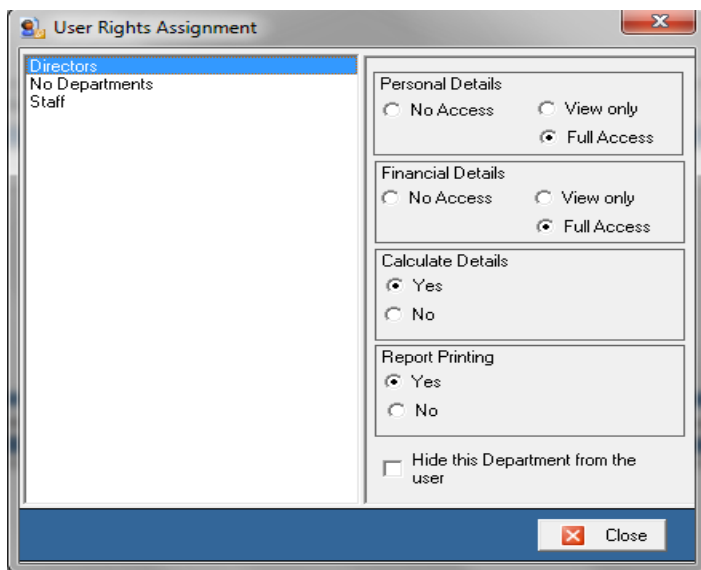 User Rights Assignment
Directors
No Departments
Staff
Personal Details
No Access
View only
Full Access
Financial Details
No Access
View only
Full Access
Calculate Details
Yes
No
Report Printing
Yes
No
Hide this Department from the
user
Close